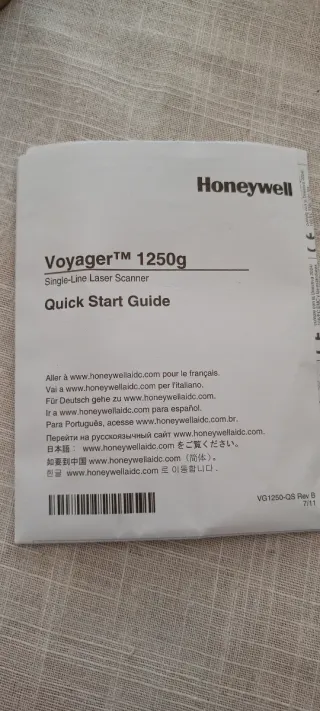 Honeywell
Voyager™ 1250g
Single-Line Laser Scanner
Quick Start Guide
Aller à www.honeywellaidc.com pour le français.
Vai a www.honeywellaidc.com per l'italiano.
Für Deutsch gehe zu www.honeywellaidc.com.
Ir a www.honeywellaidc.com para español.
Para Português, acesse www.honeywellaidc.com.br.
Перейти на русскоязычный сайт www.honeywellaidc.com.
日本語： www.honeywellaidc.com をご覧ください。
如要到中国 www.honeywellaidc.com（简体）。
한글 www.honeywellaidc.com 로 이동합니다.
VG1250-QS Rev B
7/11